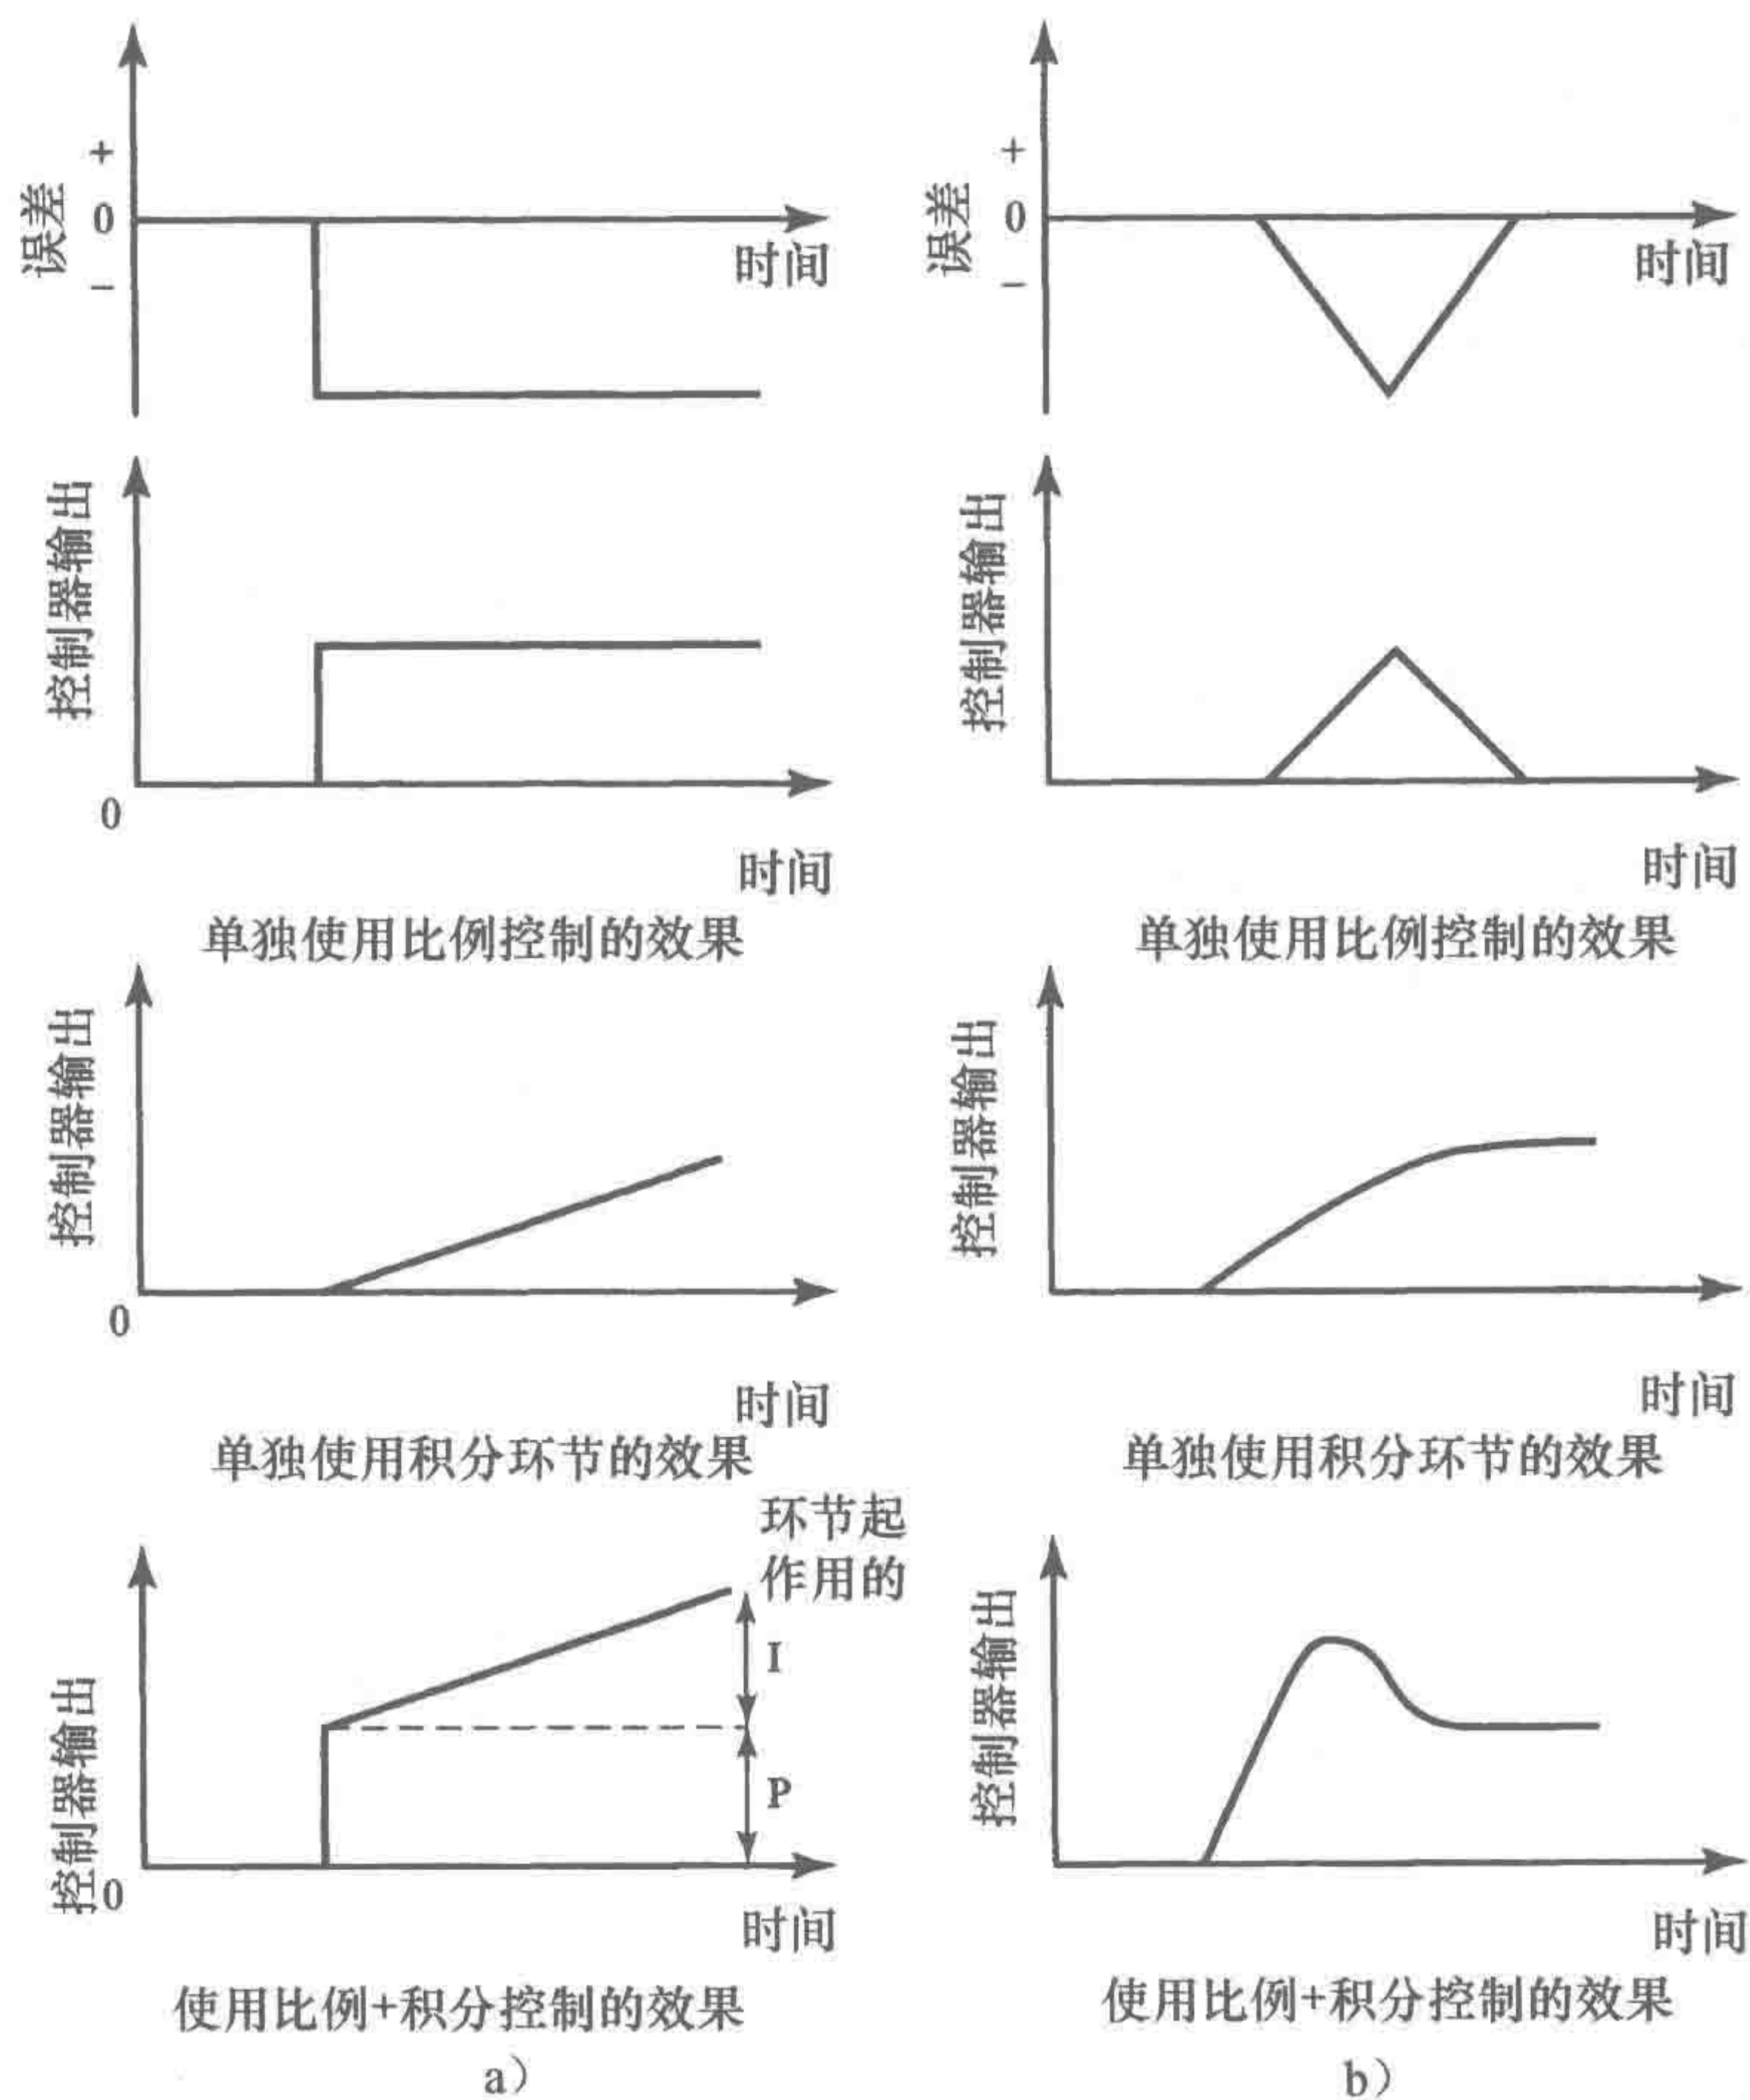 +
误差
0
时间
−
控制器输出
0
时间
单独使用比例控制的效果
控制器输出
0
时间
单独使用积分环节的效果
环节起
作用的
I
P
控制器输出
0
时间
使用比例+积分控制的效果
a）
+
误差
0
时间
−
控制器输出
时间
单独使用比例控制的效果
控制器输出
时间
单独使用积分环节的效果
控制器输出
时间
使用比例+积分控制的效果
b）